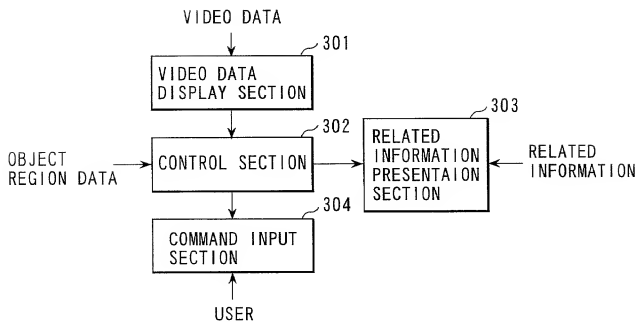 VIDEO DATA
301
VIDEO DATA
DISPLAY SECTION
302
303
OBJECT
REGION DATA
CONTROL SECTION
RELATED
INFORMATION
PRESENTAION
SECTION
RELATED
INFORMATION
304
COMMAND INPUT
SECTION
USER